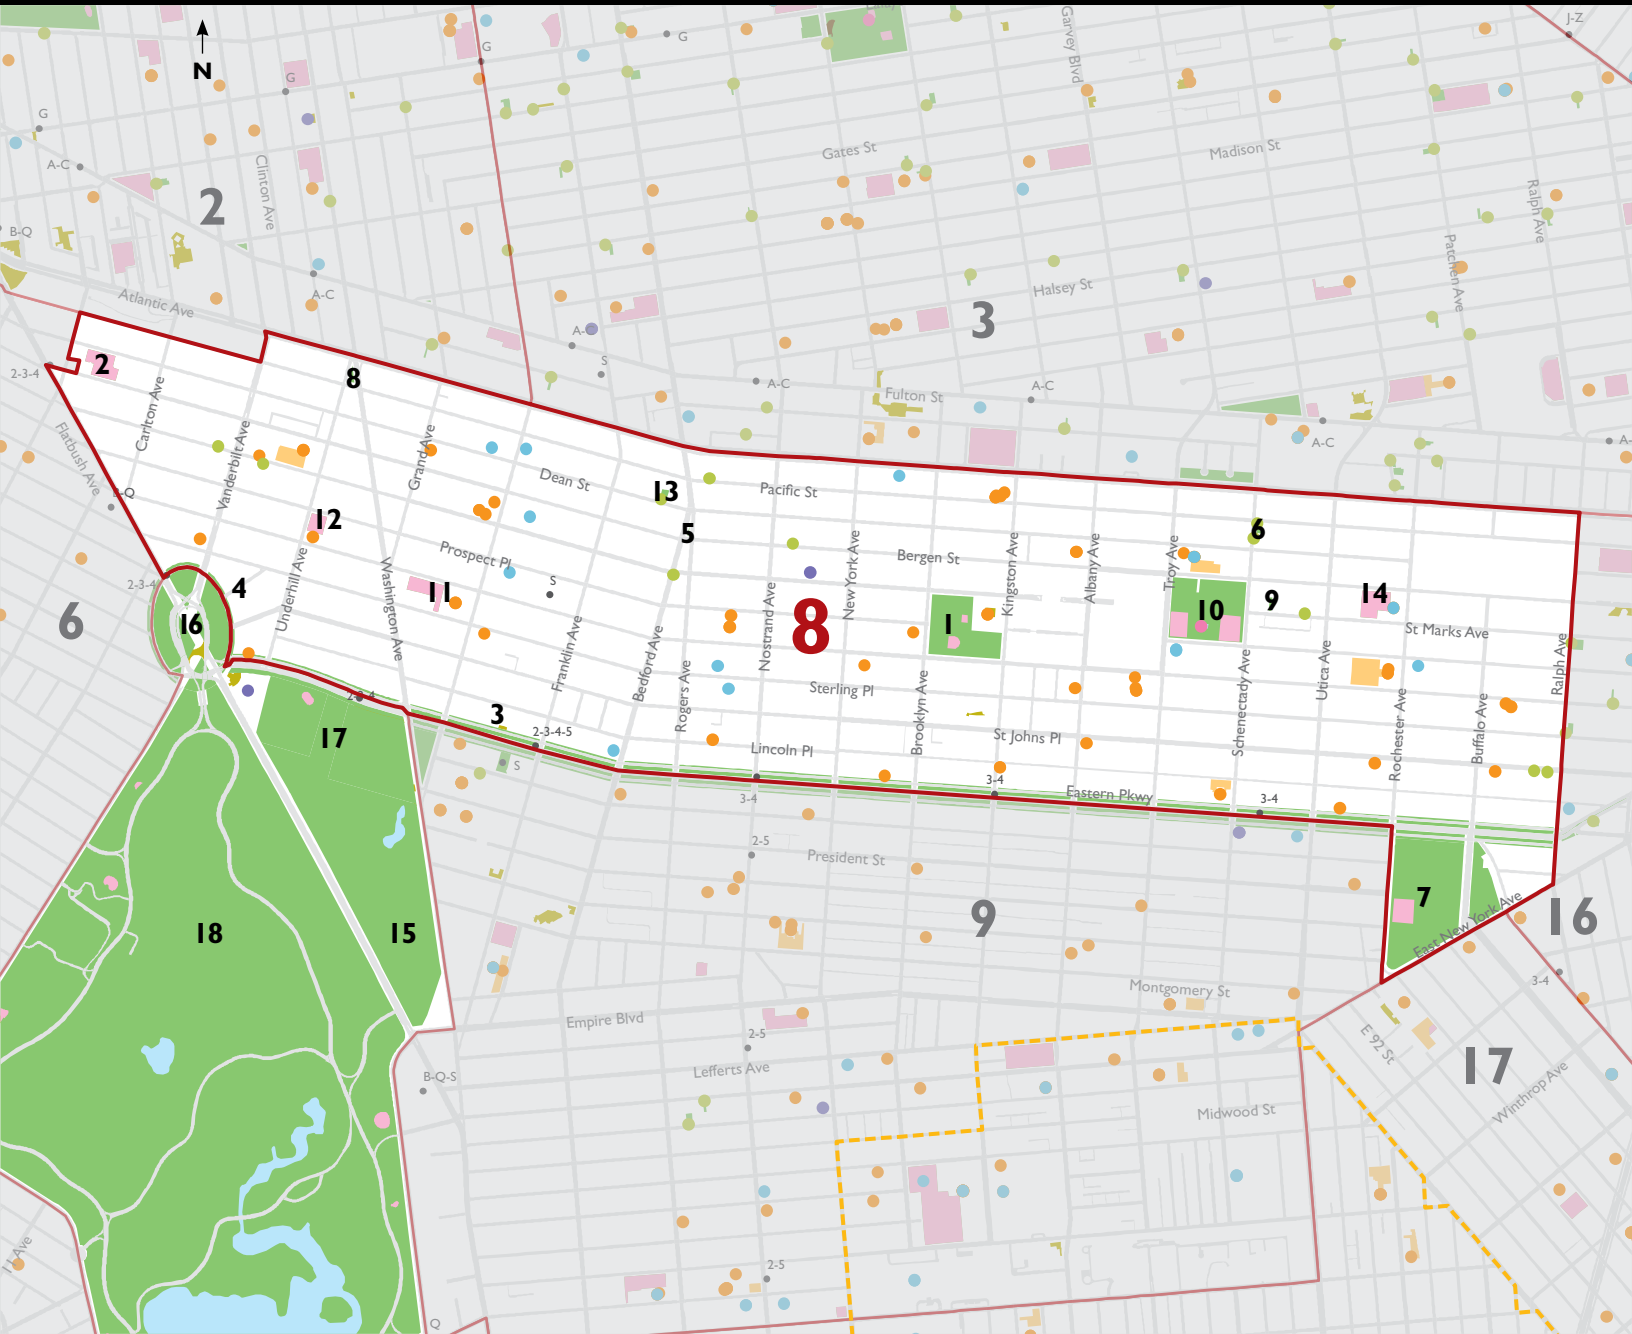 J-Z
G
G
N
G
Garvey Blvd
G
A-C
Gates St
Madison St
Clinton Ave
2
Ralph Ave
B-Q
Patchen Ave
A-C
Halsey St
Atlantic Ave
3
A-C
S
2-3-4
2
8
A-C
A-C
Fulton St
Carlton Ave
Flatbush Ave
Vanderbilt Ave
Grand Ave
A-C
Dean St
13
Pacific St
12
5
6
Prospect Pl
Bergen St
New York Ave
Kingston Ave
Albany Ave
Troy Ave
2-3-4
4
Underhill Ave
Washington Ave
11
S
Nostrand Ave
8
1
10
9
14
6
16
Franklin Ave
Bedford Ave
Rogers Ave
St Marks Ave
Ralph Ave
Sterling Pl
Brooklyn Ave
Schenectady Ave
Utica Ave
Rochester Ave
Buffalo Ave
3
17
2-3-4-5
Lincoln Pl
St Johns Pl
S
3-4
3-4
Eastern Pkwy
3-4
2-5
President St
7
East New York Ave
16
18
15
9
3-4
Montgomery St
Empire Blvd
2-5
E 92 St
17
Lefferts Ave
B-Q-S
Midwood St
Winthrop Ave
11 Ave
2-5
Q